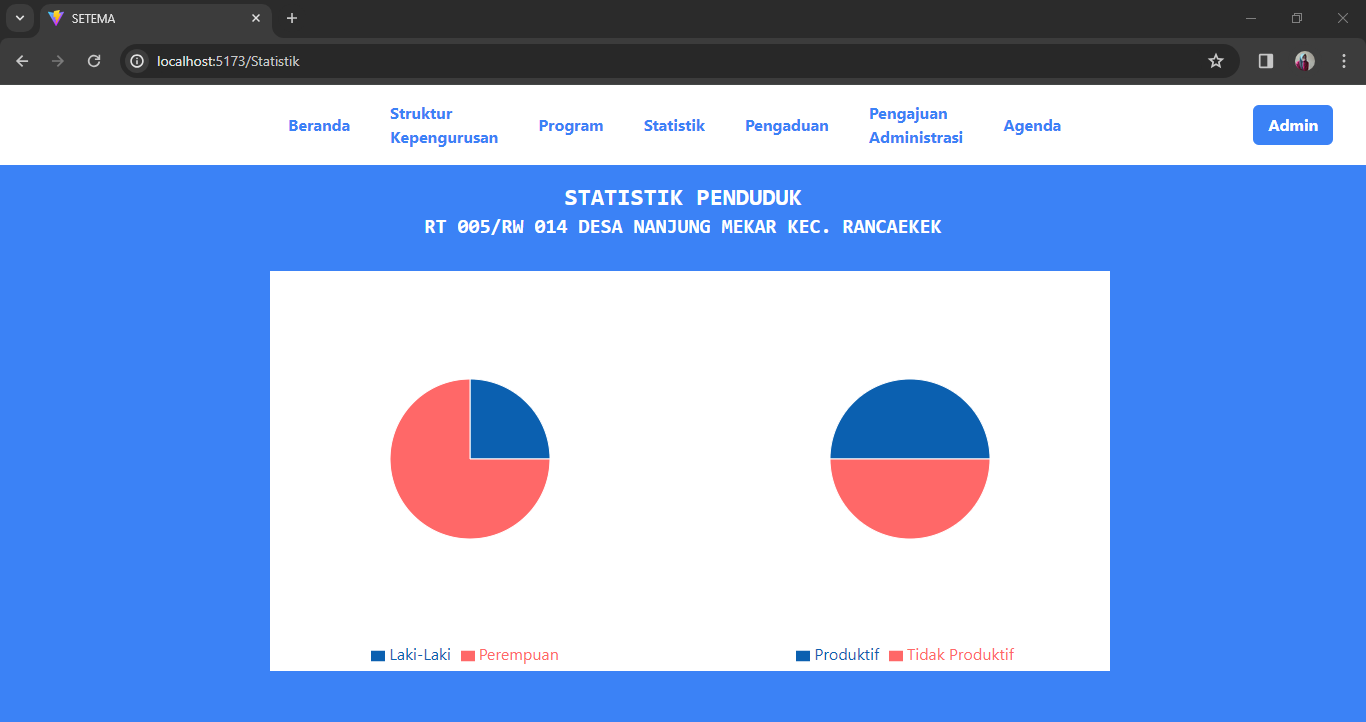 SETEMA
localhost:5173/Statistik
Beranda
Struktur
Kepengurusan
Program
Statistik
Pengaduan
Pengajuan
Administrasi
Agenda
Admin
STATISTIK PENDUDUK
RT 005/RW 014 DESA NANJUNG MEKAR KEC. RANCAEKEK
Laki-Laki Perempuan
Produktif Tidak Produktif